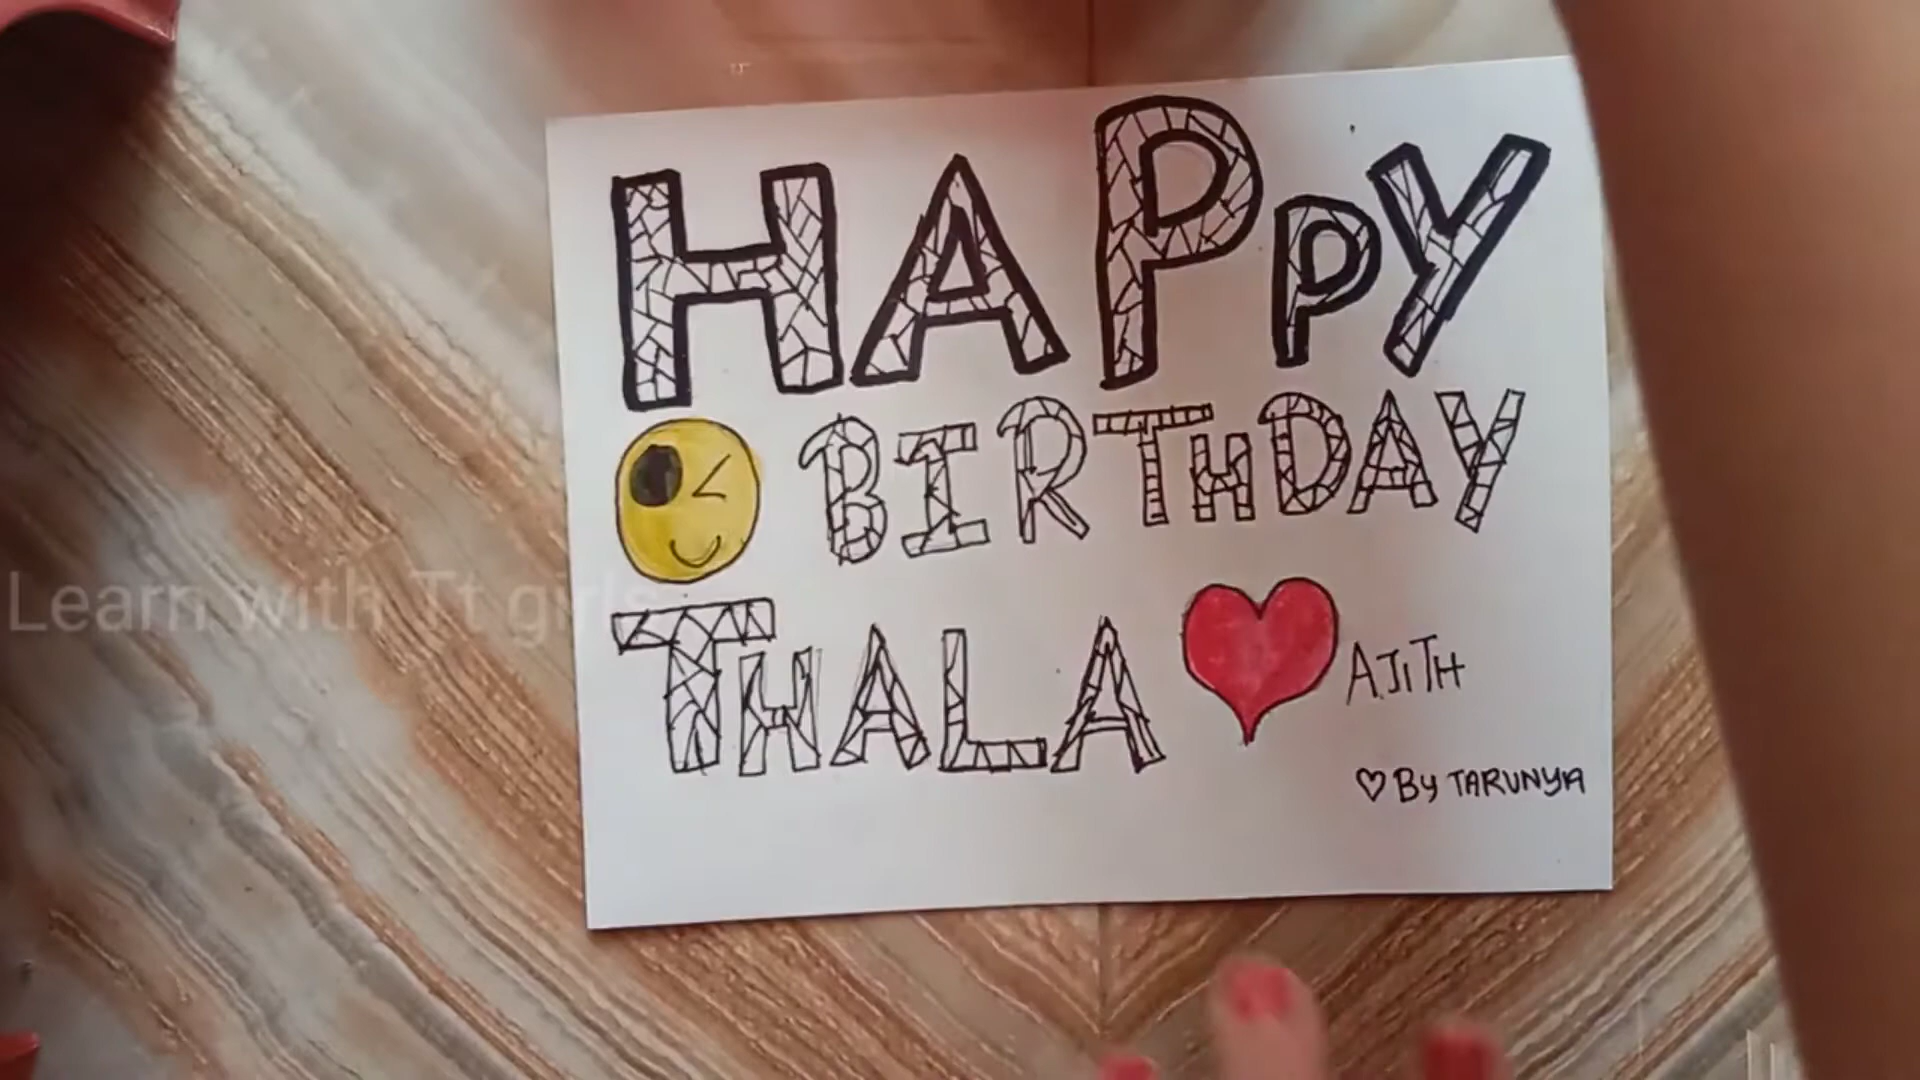 HAPpY
BIRTHDAY
THALA AJiTH
♡ By TARUNYA
Learn with Tt girls